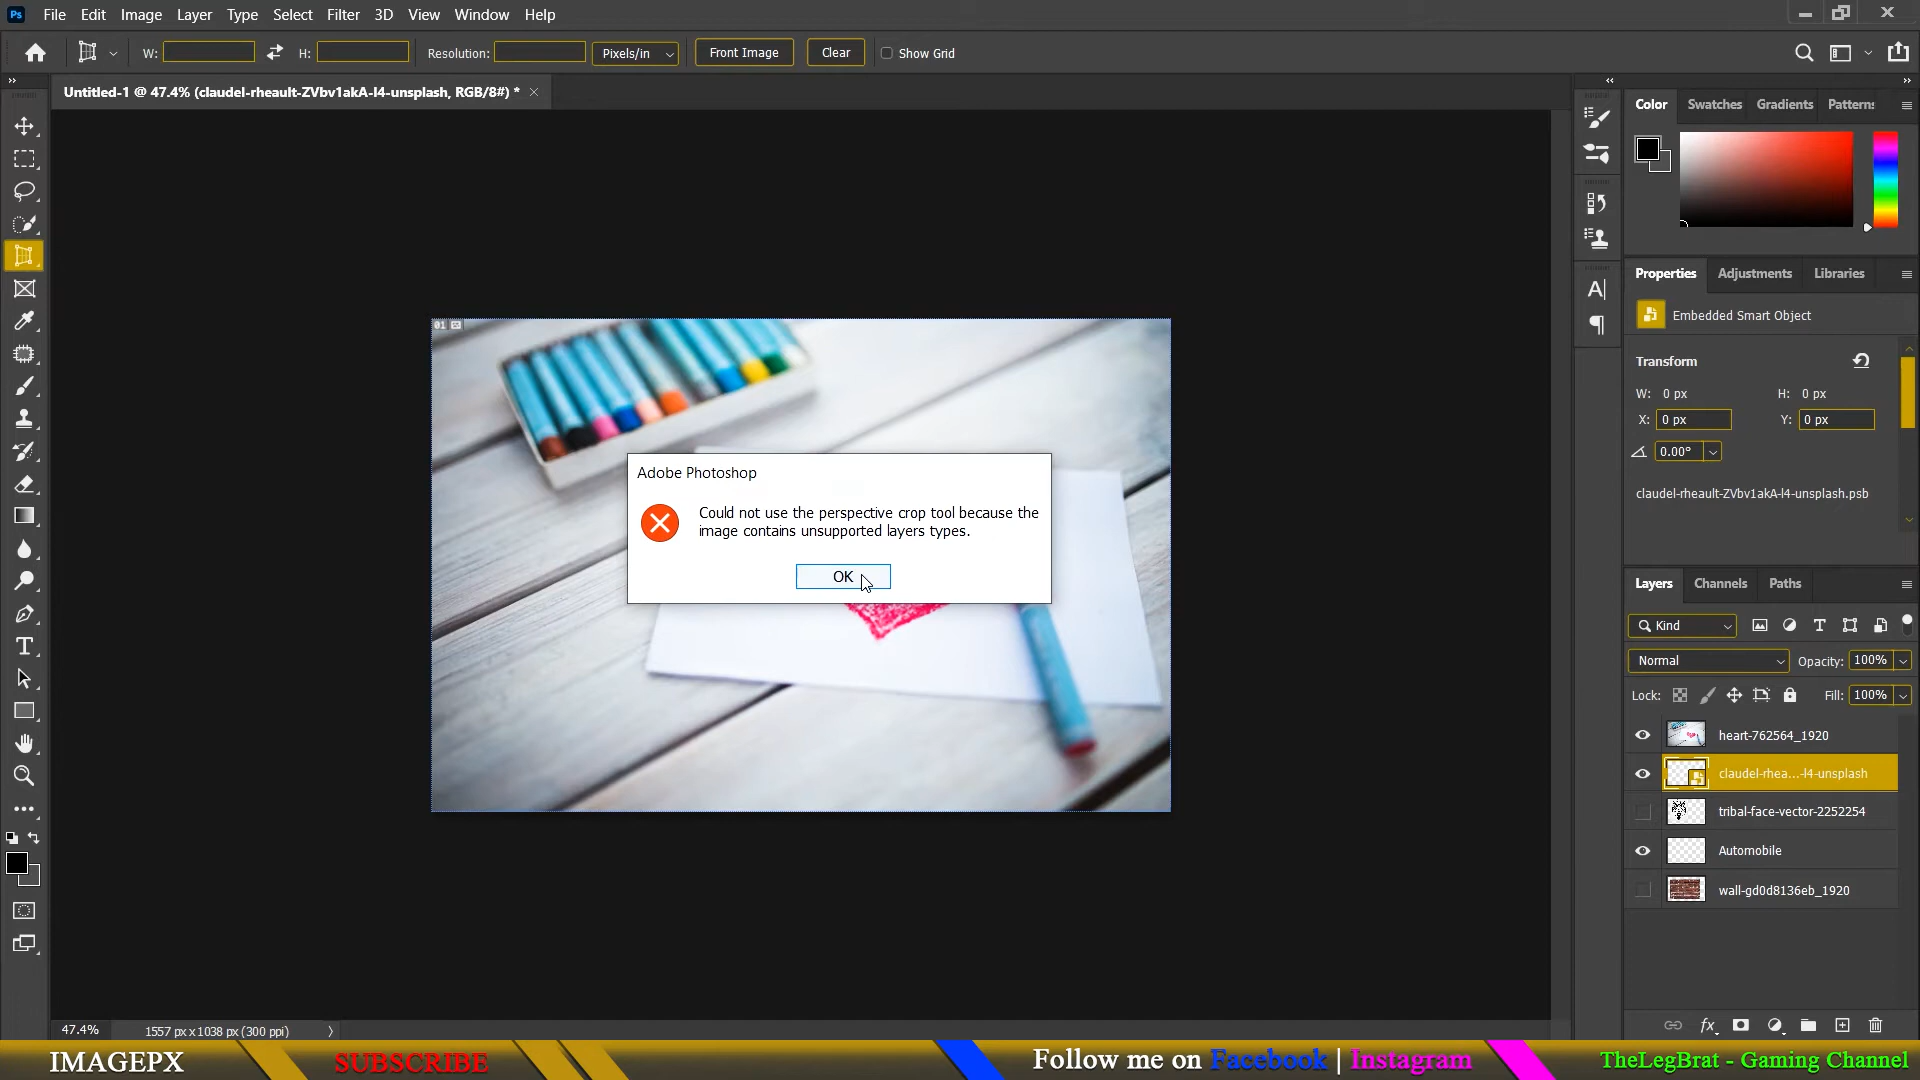 Ps File Edit Image Layer Type Select Filter 3D View Window Help
W: H: Resolution: Pixels/in Front Image Clear Show Grid
Untitled-1 @ 47.4% (claudel-rheault-ZVbv1akA-l4-unsplash, RGB/8#) *
Color Swatches Gradients Patterns
01
Properties Adjustments Libraries
Embedded Smart Object
Transform
W: 0 px H: 0 px
X: 0 px Y: 0 px
0.00°
claudel-rheault-ZVbv1akA-l4-unsplash.psb
Adobe Photoshop
Could not use the perspective crop tool because the
image contains unsupported layers types.
OK
Layers Channels Paths
Kind
Normal Opacity: 100%
Lock: Fill: 100%
heart-762564_1920
claudel-rhea...-l4-unsplash
tribal-face-vector-2252254
Automobile
wall-gd0d8136eb_1920
47.4% 1557 px x 1038 px (300 ppi)
IMAGEPX SUBSCRIBE Follow me on Facebook | Instagram TheLegBrat - Gaming Channel